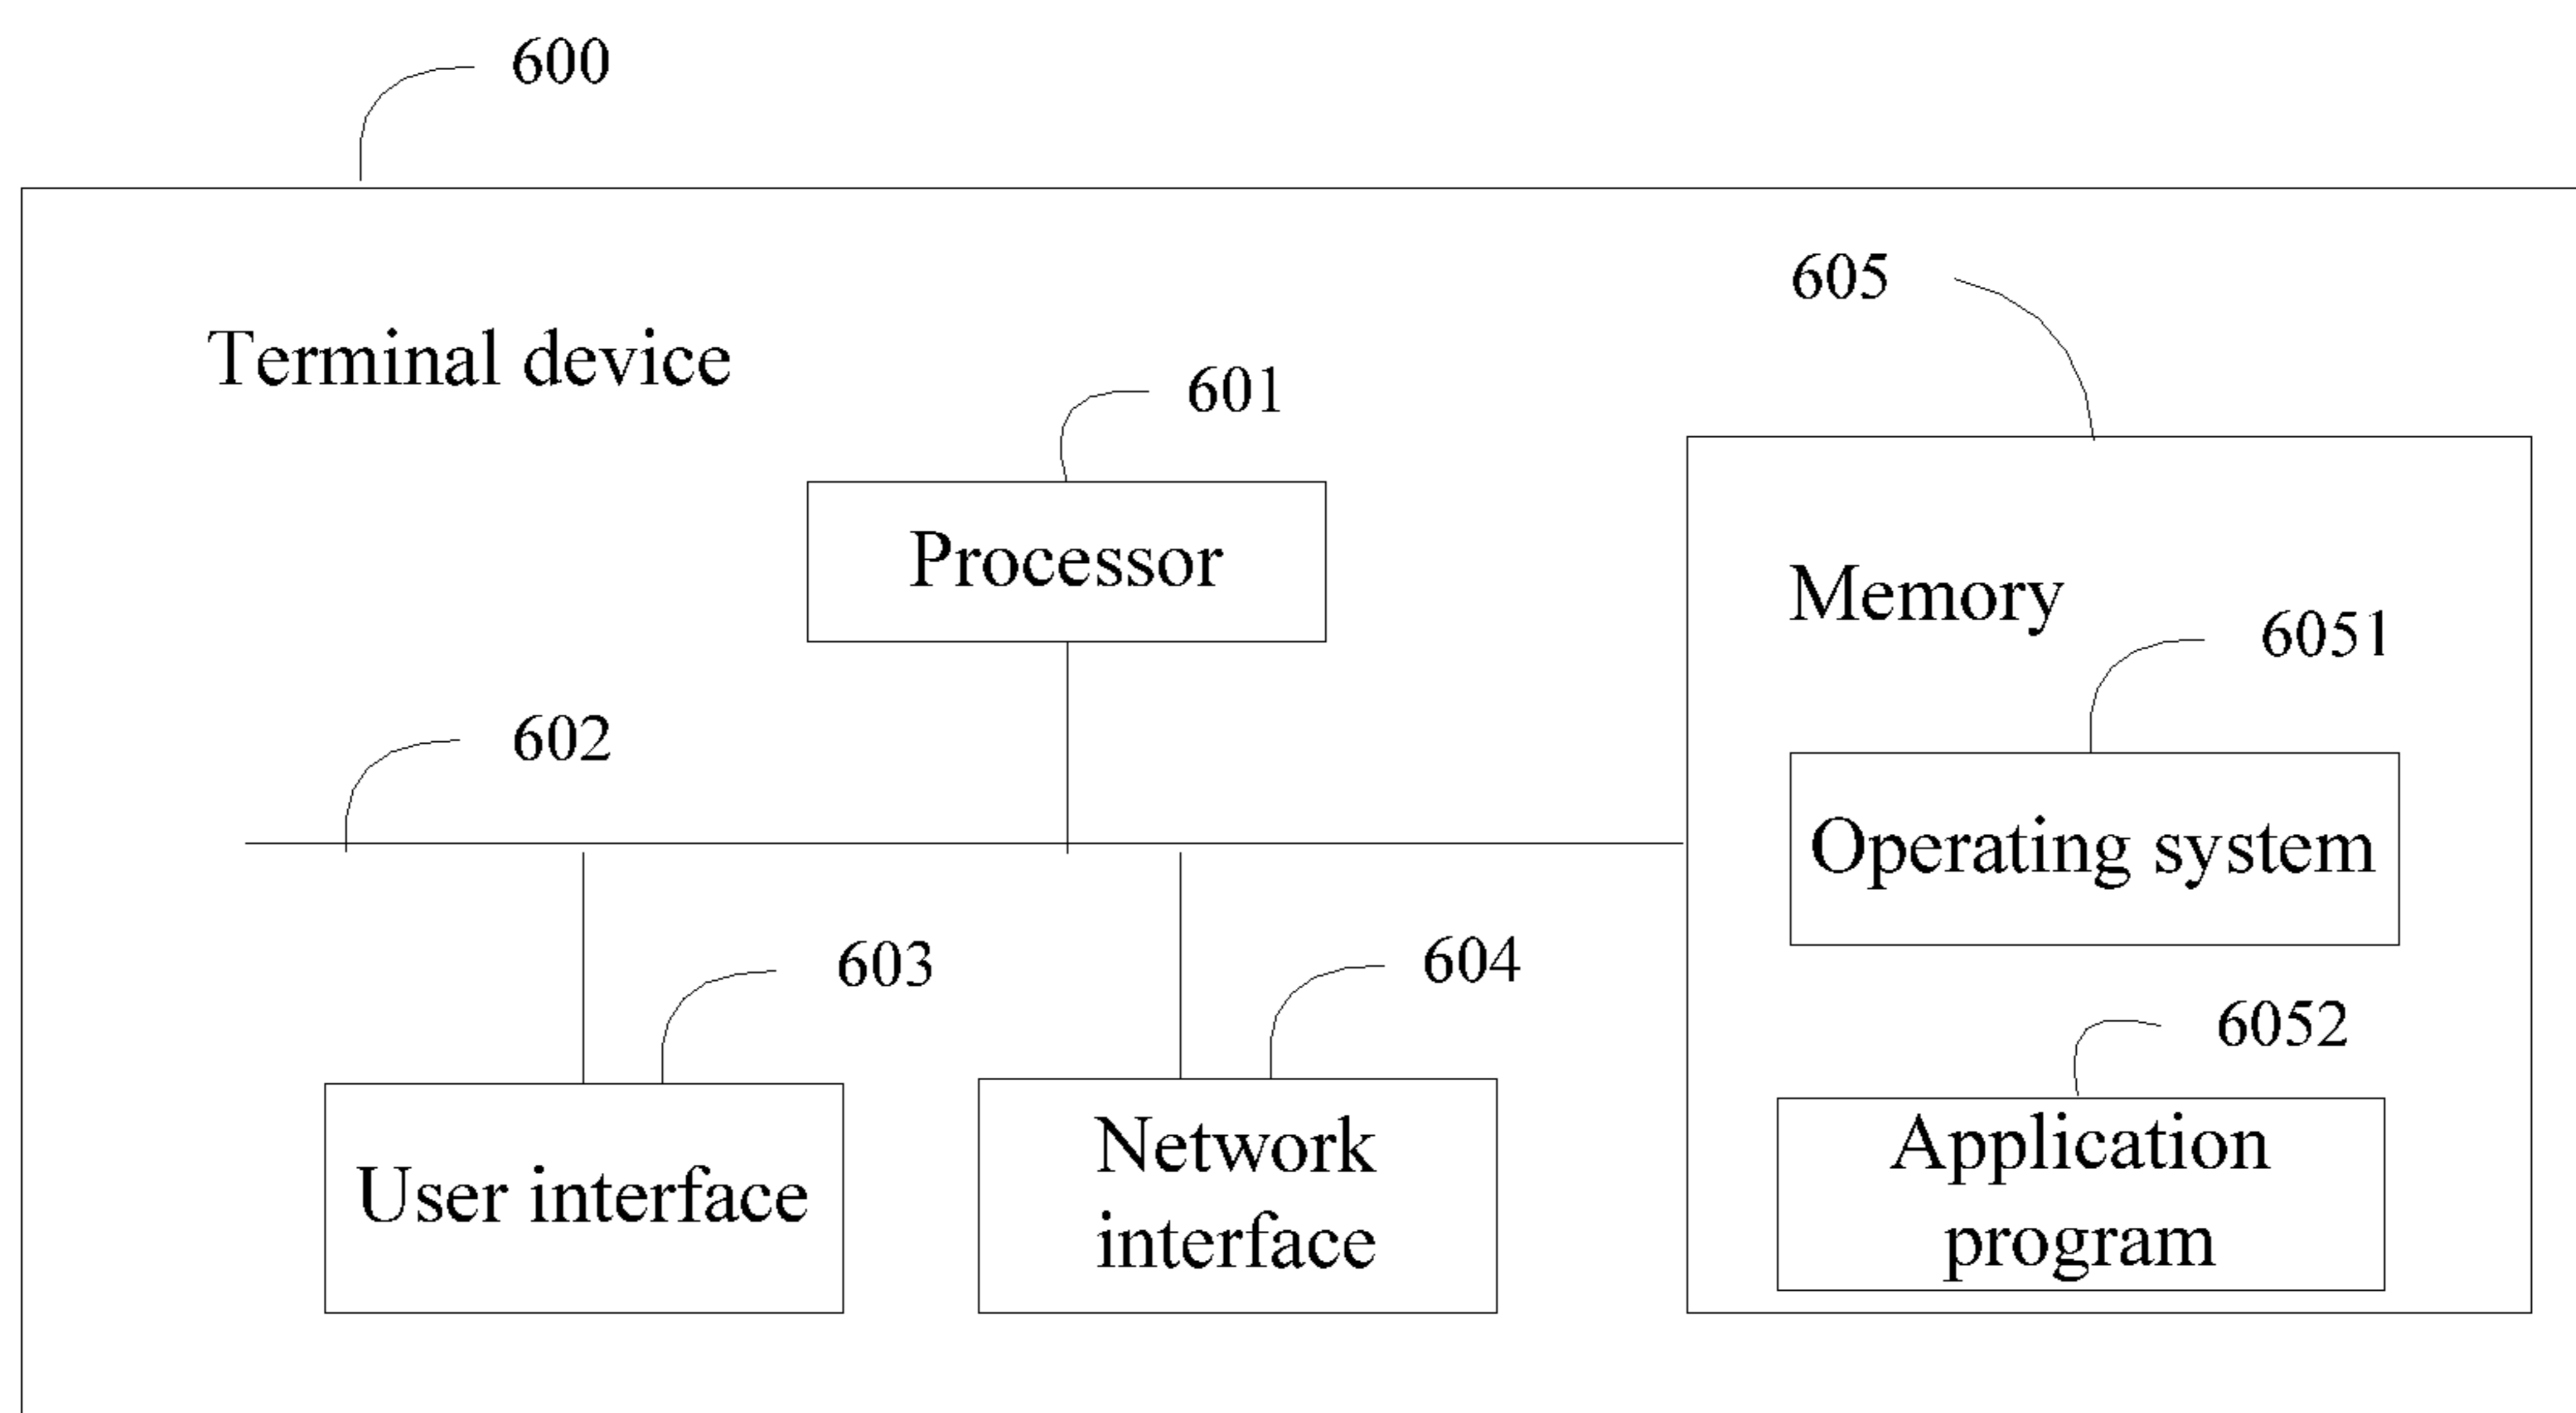 600
605
Terminal device
601
Processor
Memory
6051
602
Operating system
603
604
6052
User interface
Network
interface
Application
program